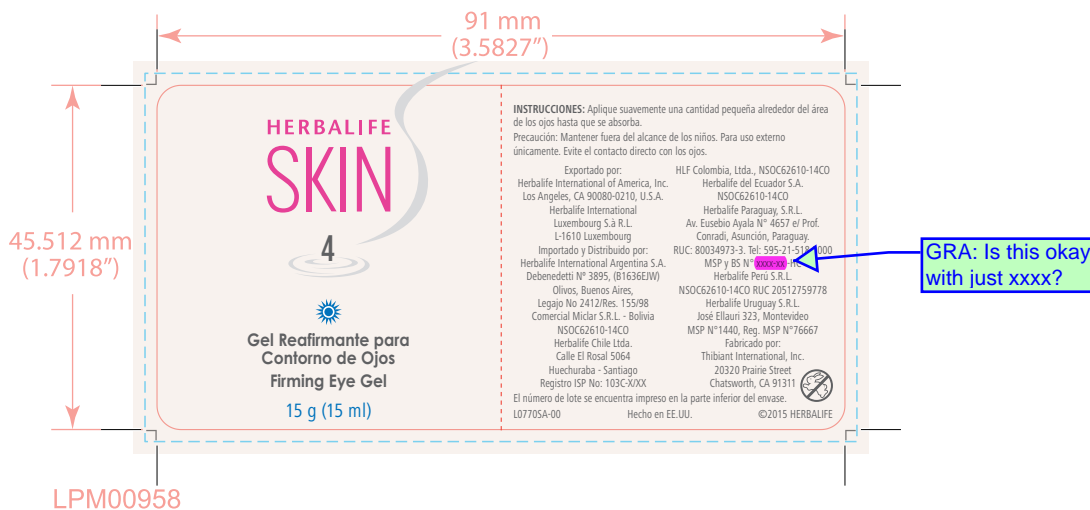 91 mm
(3.5827”)
45.512 mm
(1.7918”)
HERBALIFE
SKIN
4
Gel Reafirmante para
Contorno de Ojos
Firming Eye Gel
15 g (15 ml)
INSTRUCCIONES: Aplique suavemente una cantidad pequeña alrededor del área
de los ojos hasta que se absorba.
Precaución: Mantener fuera del alcance de los niños. Para uso externo
únicamente. Evite el contacto directo con los ojos.
Exportado por:
Herbalife International of America, Inc.
Los Angeles, CA 90080-0210, U.S.A.
Herbalife International
Luxembourg S.à R.L.
L-1610 Luxembourg
Importado y Distribuido por:
Herbalife International Argentina S.A.
Debenedetti N° 3895, (B1636EJW)
Olivos, Buenos Aires,
Legajo No 2412/Res. 155/98
Comercial Miclar S.R.L. - Bolivia
NSOC62610-14CO
Herbalife Chile Ltda.
Calle El Rosal 5064
Huechuraba - Santiago
Registro ISP No: 103C-X/XX
HLF Colombia, Ltda., NSOC62610-14CO
Herbalife del Ecuador S.A.
NSOC62610-14CO
Herbalife Paraguay, S.R.L.
Av. Eusebio Ayala N° 4657 e/ Prof.
Conradi, Asunción, Paraguay.
RUC: 80034973-3. Tel: 595-21-518 000
MSP y BS N° xxxx-xx
Herbalife Perú S.R.L.
NSOC62610-14CO RUC 20512759778
Herbalife Uruguay S.R.L.
José Ellauri 323, Montevideo
MSP N°1440, Reg. MSP N°76667
Fabricado por:
Thibiant International, Inc.
20320 Prairie Street
Chatsworth, CA 91311
El número de lote se encuentra impreso en la parte inferior del envase.
L0770SA-00 Hecho en EE.UU. ©2015 HERBALIFE
GRA: Is this okay
with just xxxx?
LPM00958